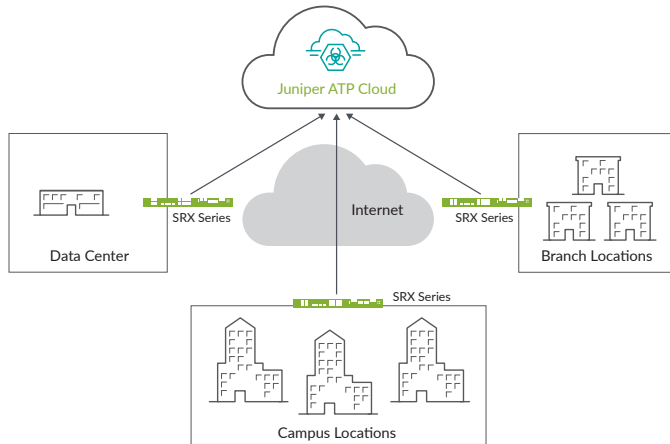 Juniper ATP Cloud
Internet
SRX Series
SRX Series
Data Center
Branch Locations
SRX Series
Campus Locations